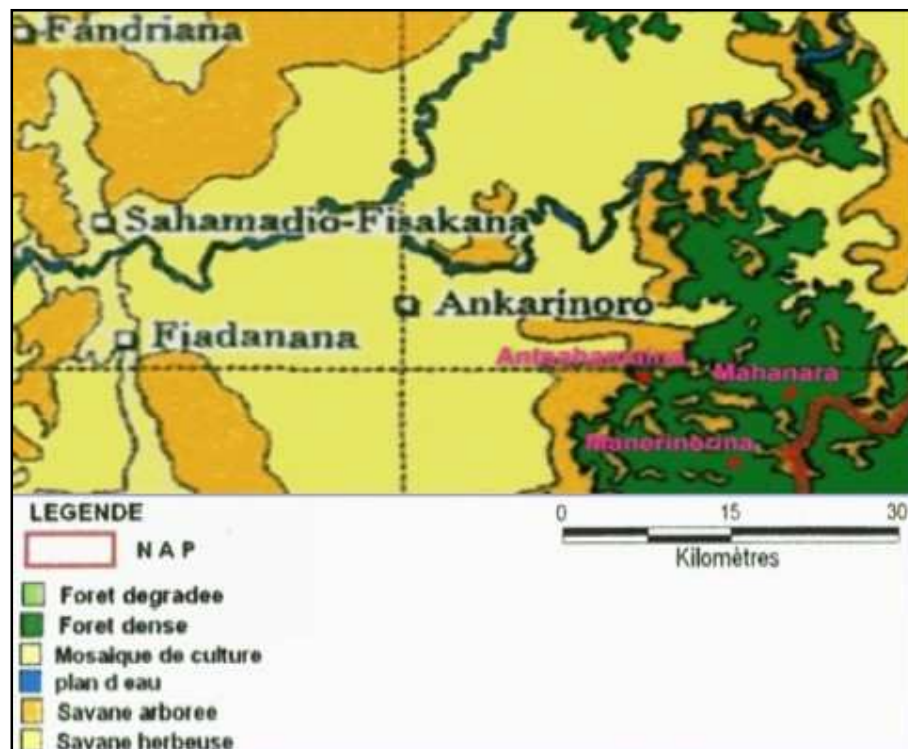 Fandriana
Sahamadio-Fisakana
Ankarinoro
Fiadanana
Mahanara
Manerinerina
LEGENDE
N A P
Foret degradee
Foret dense
Mosaique de culture
plan d eau
Savane arboree
Savane herbeuse
0 15 30
Kilomètres